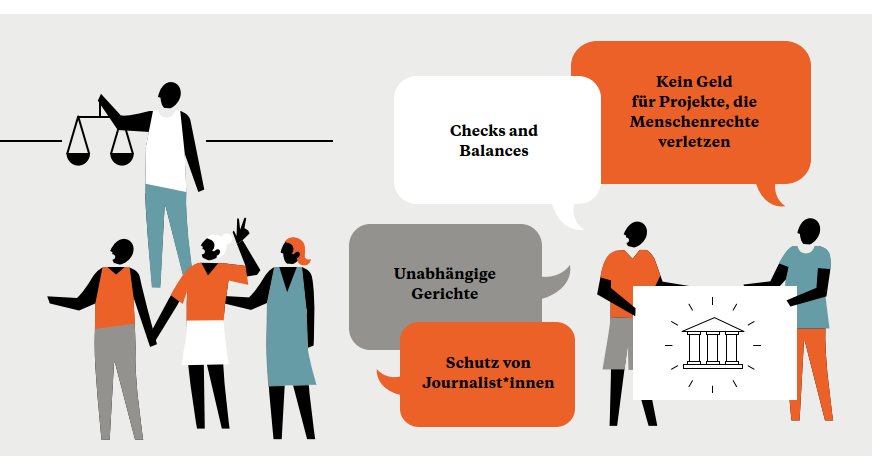 Checks and
Balances
Kein Geld
für Projekte, die
Menschenrechte
verletzen
Unabhängige
Gerichte
Schutz von
Journalist*innen